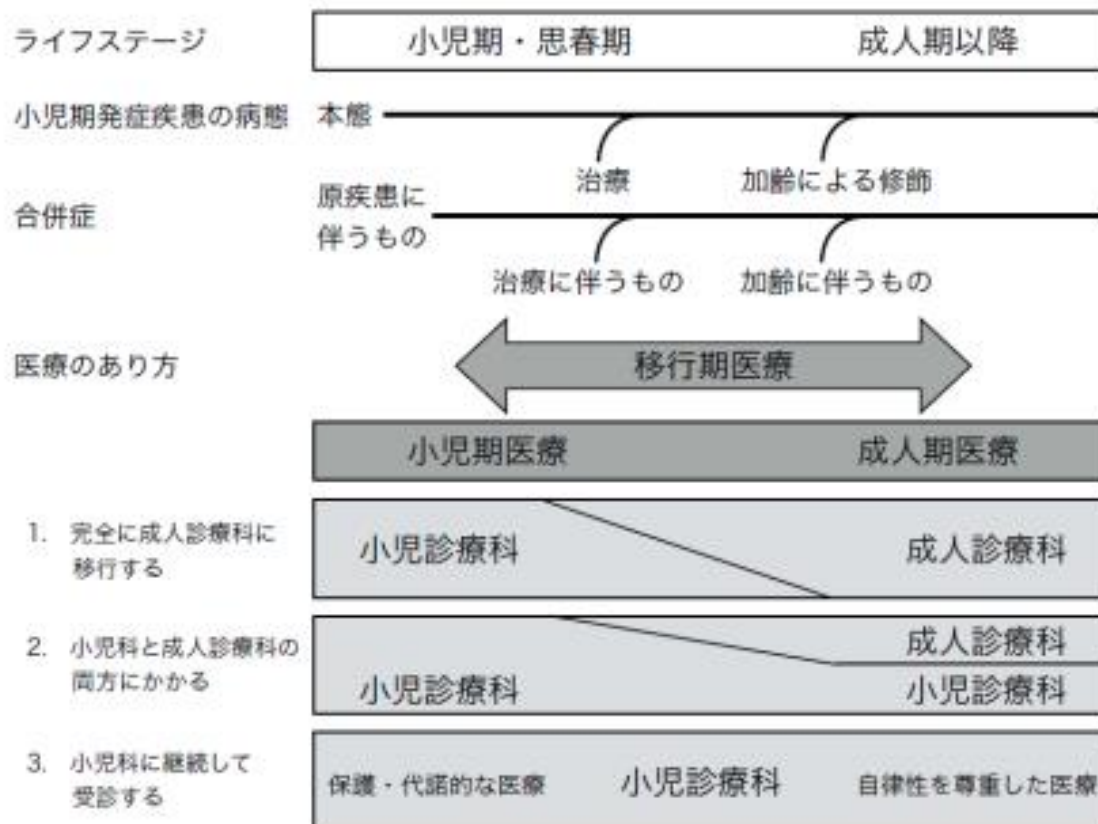 ライフステージ
小児期・思春期
成人期以降
小児期発症疾患の病態
本態
治療
加齢による修飾
合併症
原疾患に
伴うもの
治療に伴うもの
加齢に伴うもの
医療のあり方
移行期医療
小児期医療
成人期医療
1. 完全に成人診療科に
移行する
小児診療科
成人診療科
2. 小児科と成人診療科の
両方にかかる
成人診療科
小児診療科
小児診療科
3. 小児科に継続して
受診する
保護・代諾的な医療
小児診療科
自律性を尊重した医療